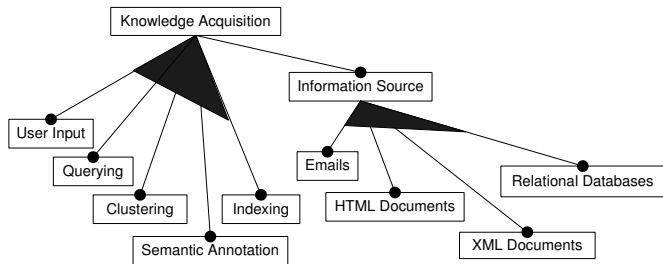 Knowledge Acquisition
Information Source
User Input
Querying
Emails
Relational Databases
Clustering
Indexing
HTML Documents
Semantic Annotation
XML Documents